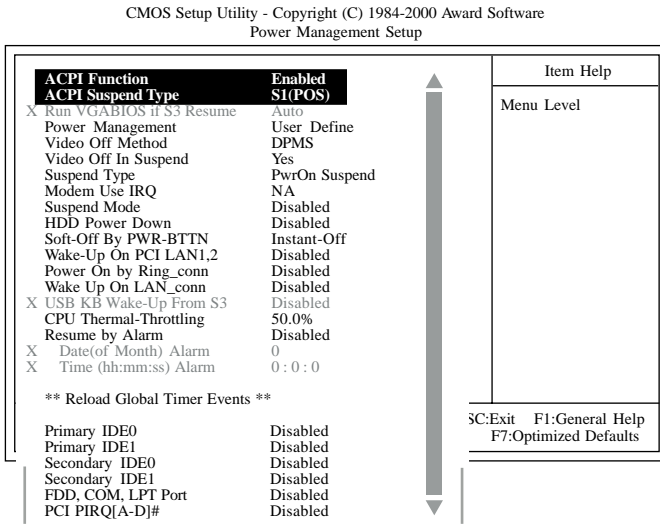 CMOS Setup Utility - Copyright (C) 1984-2000 Award Software
Power Management Setup
ACPI Function Enabled
ACPI Suspend Type S1(POS)
X Run VGABIOS if S3 Resume Auto
Power Management User Define
Video Off Method DPMS
Video Off In Suspend Yes
Suspend Type PwrOn Suspend
Modem Use IRQ NA
Suspend Mode Disabled
HDD Power Down Disabled
Soft-Off By PWR-BTTN Instant-Off
Wake-Up On PCI LAN1,2 Disabled
Power On by Ring_conn Disabled
Wake Up On LAN_conn Disabled
X USB KB Wake-Up From S3 Disabled
CPU Thermal-Throttling 50.0%
Resume by Alarm Disabled
X Date(of Month) Alarm 0
X Time (hh:mm:ss) Alarm 0 : 0 : 0
** Reload Global Timer Events **
Primary IDE0 Disabled
Primary IDE1 Disabled
Secondary IDE0 Disabled
Secondary IDE1 Disabled
FDD, COM, LPT Port Disabled
PCI PIRQ[A-D]# Disabled
Item Help
Menu Level
SC:Exit F1:General Help
F7:Optimized Defaults